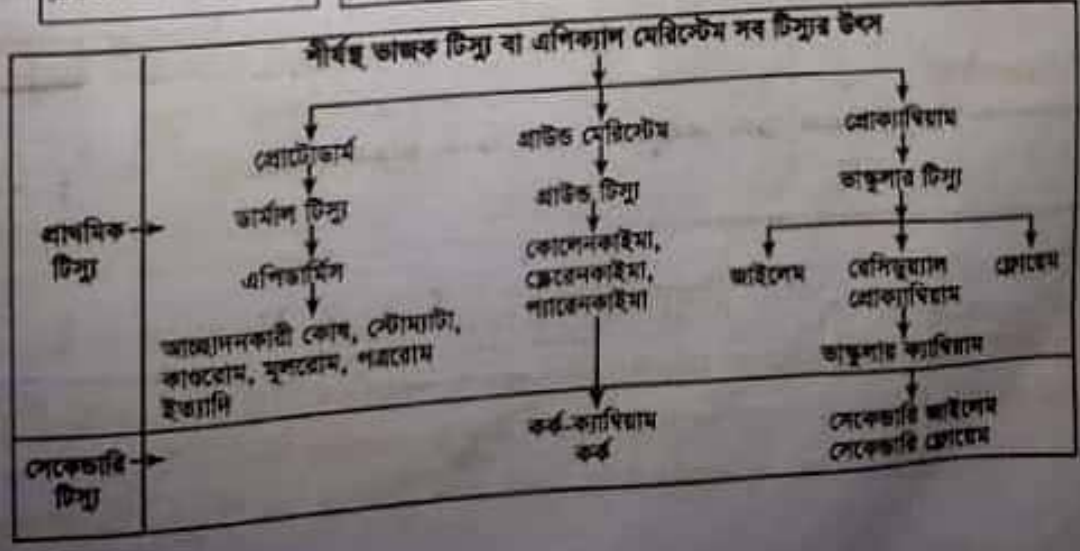 শীর্ষস্থ ভাজক টিস্যু বা এপিক্যাল মেরিস্টেম সব টিস্যুর উৎস
প্রোটোডার্ম
গ্রাউন্ড মেরিস্টেম
প্রোক্যাম্বিয়াম
ডার্মাল টিস্যু
গ্রাউন্ড টিস্যু
ভাস্কুলার টিস্যু
প্রাথমিক
টিস্যু
এপিডার্মিস
কোলেনকাইমা,
স্ক্লেরেনকাইমা,
প্যারেনকাইমা
জাইলেম
রেসিডুয়্যাল
প্রোক্যাম্বিয়াম
ফ্লোয়েম
আচ্ছাদনকারী কোষ, স্টোম্যাটা,
কাণ্ডরোম, মূলরোম, পত্ররোম
ইত্যাদি
ভাস্কুলার ক্যাম্বিয়াম
সেকেন্ডারি
টিস্যু
কর্ক-ক্যাম্বিয়াম
কর্ক
সেকেন্ডারি জাইলেম
সেকেন্ডারি ফ্লোয়েম